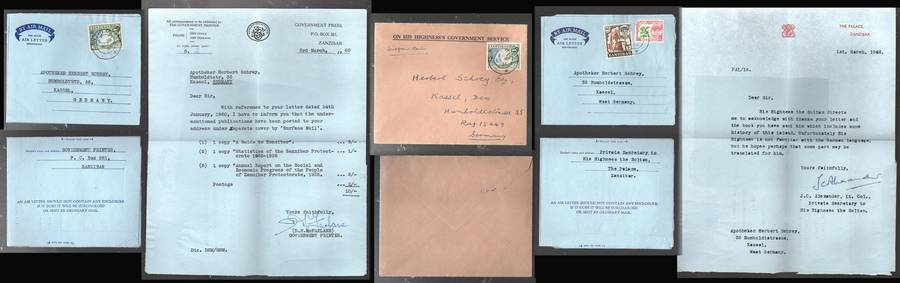 BY AIR MAIL
AIR LETTER
APOTHEKER HERBERT SCHREY,
HUMBOLDTSTR, 35,
KASSEL,
GERMANY.
GOVERNMENT PRINTER,
P. O. Box 261,
ZANZIBAR
AN AIR LETTER SHOULD NOT CONTAIN ANY ENCLOSURE
IF IT DOES IT WILL BE SURCHARGED
OR SENT BY ORDINARY MAIL.
All correspondence to be addressed to
THE GOVERNMENT PRINTER
PHONE
GOVERNMENT PRESS,
P.O. BOX 261,
ZANZIBAR
3rd March, 1960
Apotheker Herbert Schrey,
Humboldtstr, 35
Kassel, GERMANY
Dear Sir,
With reference to your letter dated 24th
January, 1960, I have to inform you that the under-
mentioned publications have been posted to your
address under separate cover by 'Surface Mail'.
(1) 1 copy "A Guide to Zanzibar". ... 1/-
(2) 1 copy "Statistics of the Zanzibar Protect-
orate
(3) 1 copy "Annual Report on the Social and
Economic Progress of the People
of Zanzibar Protectorate,
Postage
Yours faithfully,
GOVERNMENT PRINTER.
ON HIS HIGHNESS'S GOVERNMENT SERVICE
Herbert Schrey Esq;
Kassel,
Humboldtstrasse 35
Germany
BY AIR MAIL
AIR LETTER
Apotheker Herbert Schrey,
35 Humboldtstrasse,
Kassel,
West Germany.
Private Secretary to
His Highness the Sultan,
The Palace,
Zanzibar.
AN AIR LETTER SHOULD NOT CONTAIN ANY ENCLOSURE
IF IT DOES IT WILL BE SURCHARGED
OR SENT BY ORDINARY MAIL.
THE PALACE,
ZANZIBAR.
1st. March,
Dear Sir,
His Highness the Sultan directs
me to acknowledge with thanks your letter and
the book you have sent him which includes some
history of this island. Unfortunately His
Highness is not familiar with the German language,
but he hopes perhaps that some part may be
translated for him.
Yours faithfully,
J.C. Alexander, Lt. Col.,
Private Secretary to
His Highness the Sultan.
Apotheker Herbert Schrey,
35 Humboldtstrasse,
Kassel,
West Germany.